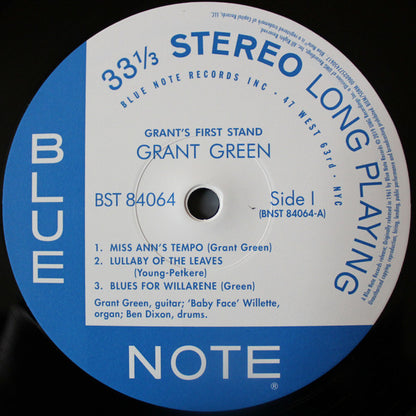 33 1/3 STEREO LONG PLAYING
BLUE NOTE RECORDS INC · 47 WEST 63rd · NYC
GRANT'S FIRST STAND
GRANT GREEN
BST 84064
Side I
(BNST 84064-A)
1. MISS ANN'S TEMPO (Grant Green)
2. LULLABY OF THE LEAVES
(Young-Petkere)
3. BLUES FOR WILLARENE (Green)
Grant Green, guitar; 'Baby Face' Willette,
organ; Ben Dixon, drums.
BLUE
NOTE
®